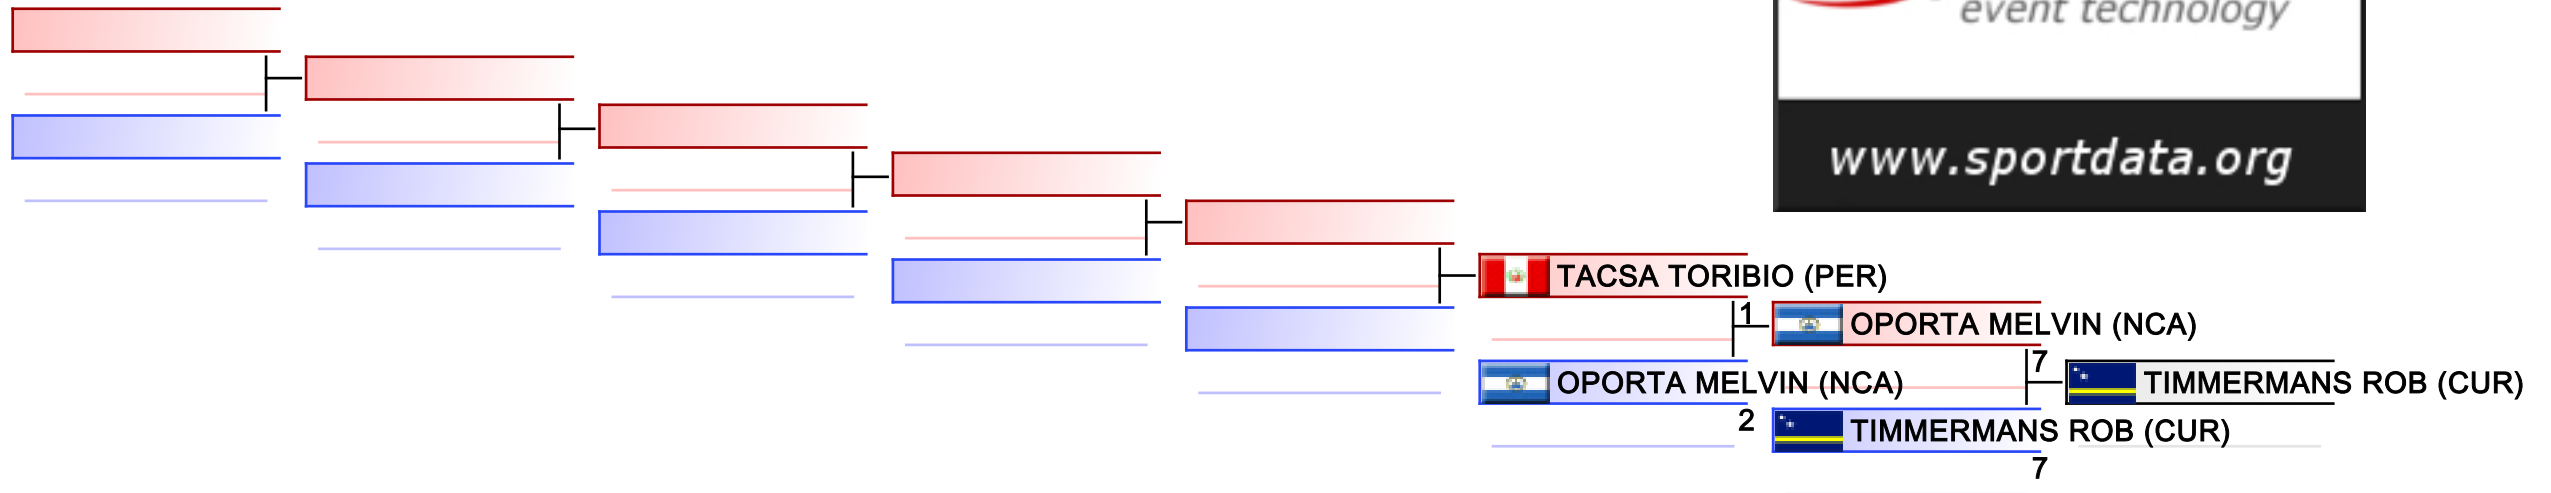 event technology
www.sportdata.org
TACSA TORIBIO (PER)
1
OPORTA MELVIN (NCA)
OPORTA MELVIN (NCA)
2
7
TIMMERMANS ROB (CUR)
TIMMERMANS ROB (CUR)
7